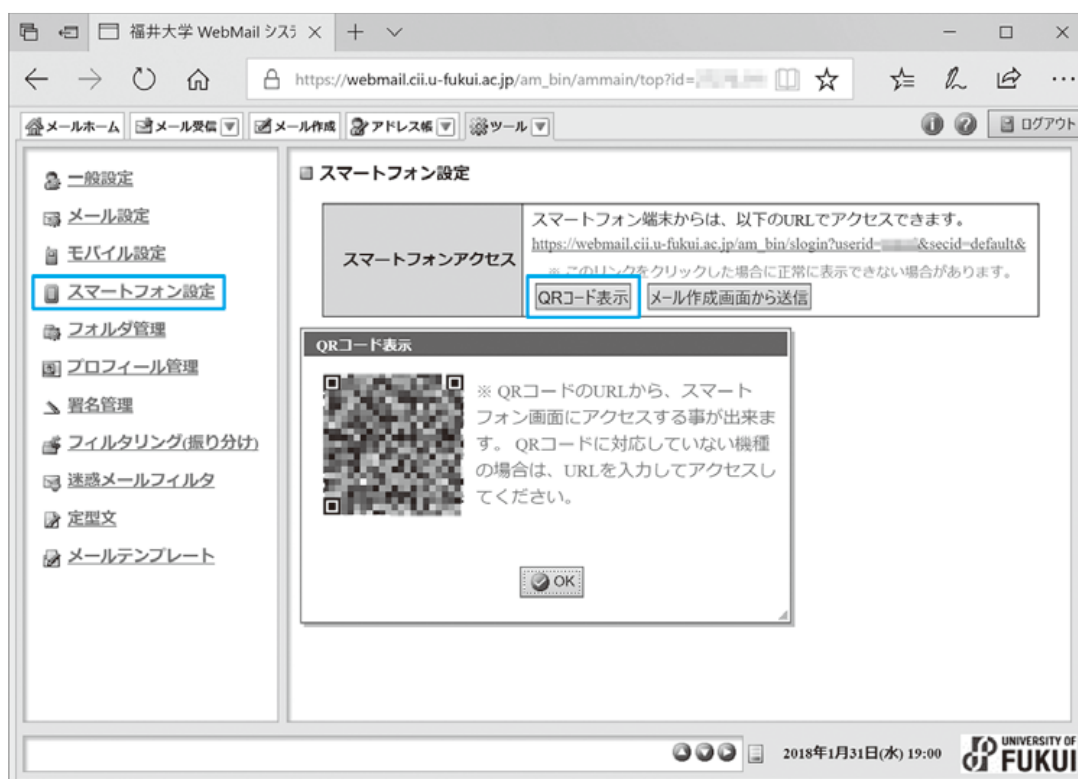 福井大学 WebMail シス
https://webmail.cii.u-fukui.ac.jp/am_bin/ammain/top?id=
メールホーム メール受信 メール作成 アドレス帳 ツール ログアウト
一般設定
メール設定
モバイル設定
スマートフォン設定
フォルダ管理
プロフィール管理
署名管理
フィルタリング(振り分け)
迷惑メールフィルタ
定型文
メールテンプレート
スマートフォン設定
スマートフォンアクセス
スマートフォン端末からは、以下のURLでアクセスできます。
https://webmail.cii.u-fukui.ac.jp/am_bin/slogin?userid= &secid=default&
※ このリンクをクリックした場合に正常に表示できない場合があります。
QRコード表示 メール作成画面から送信
QRコード表示
※ QRコードのURLから、スマート
フォン画面にアクセスする事が出来ま
す。 QRコードに対応していない機種
の場合は、URLを入力してアクセスし
てください。
OK
2018年1月31日(水) 19:00
UNIVERSITY OF
FUKUI